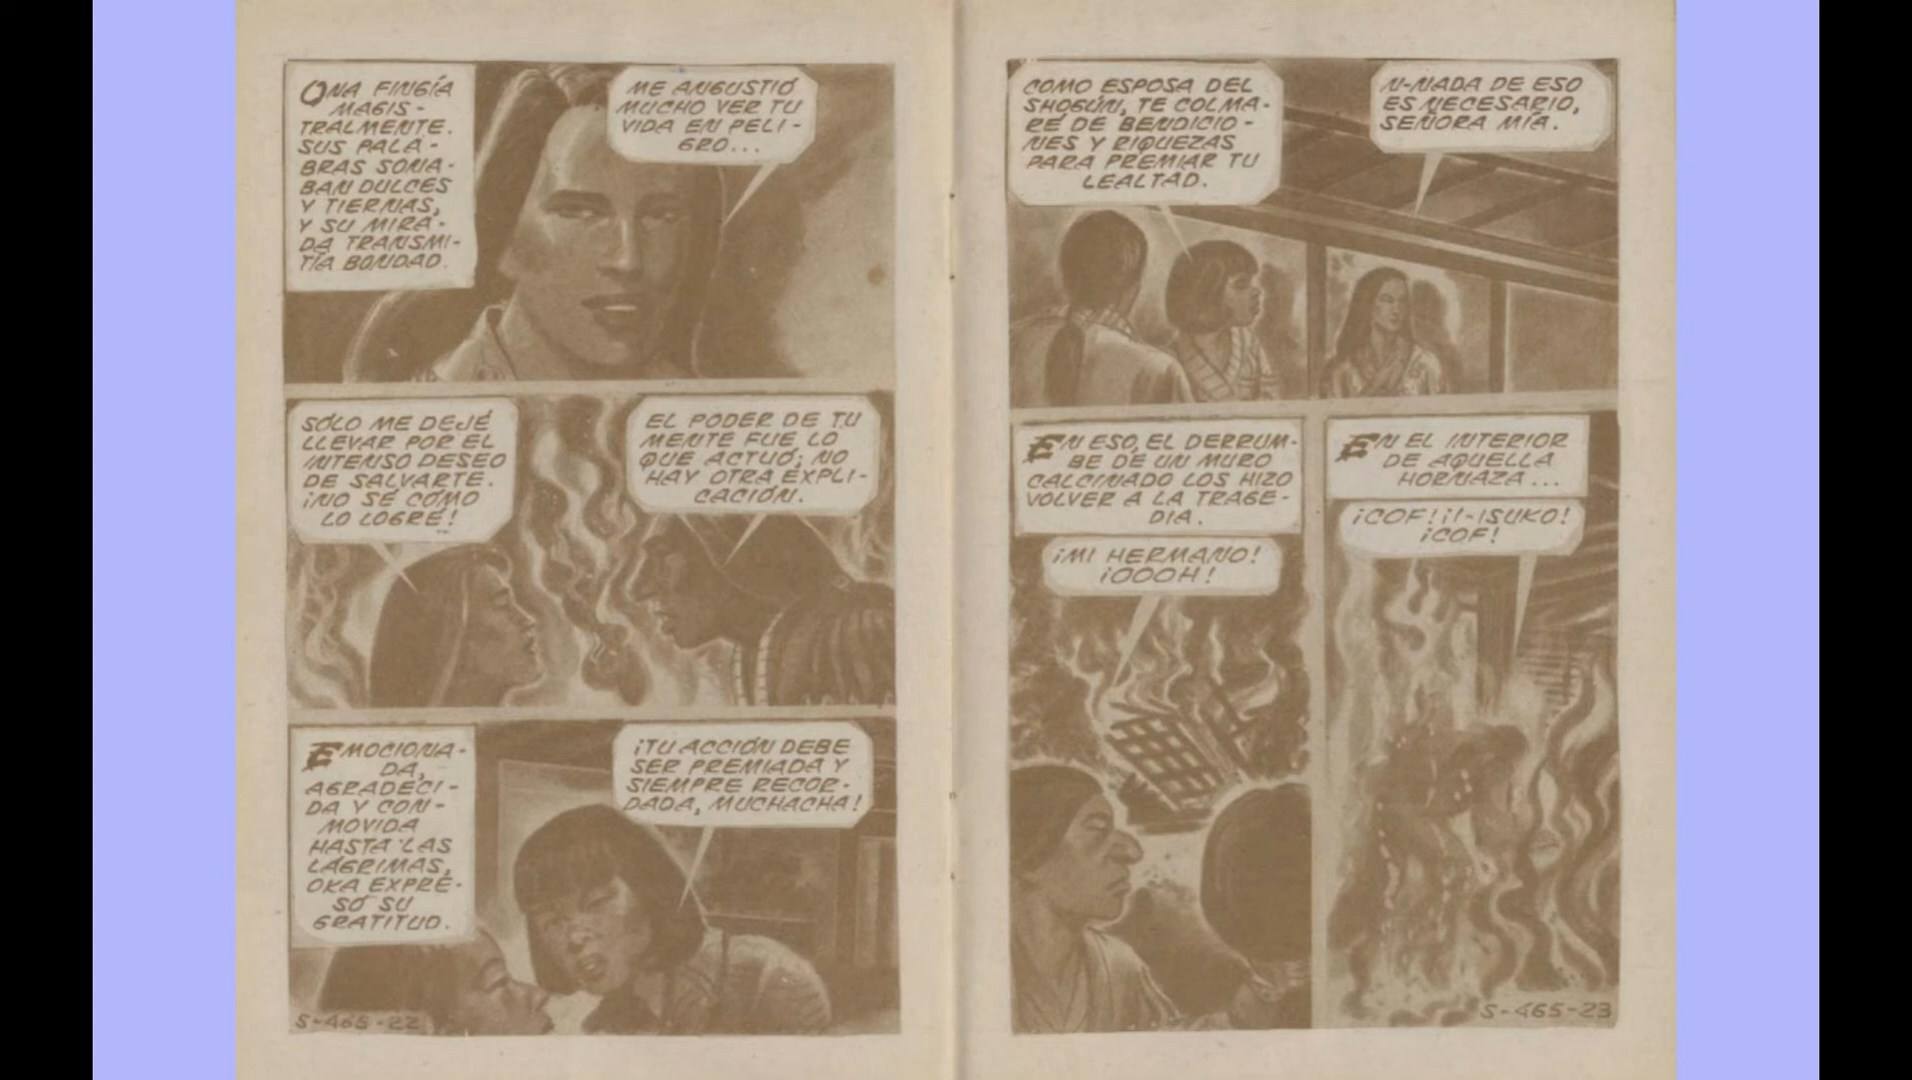 ONA FINGÍA
MAGIS-
TRALMENTE.
SUS PALA-
BRAS SONA-
BAN DULCES
Y TIERNAS,
Y SU MIRA-
DA TRANSMI-
TÍA BONDAD.
ME ANGUSTIÓ
MUCHO VER TU
VIDA EN PELI-
GRO...
SÓLO ME DEJÉ
LLEVAR POR EL
INTENSO DESEO
DE SALVARTE.
¡NO SÉ CÓMO
LO LOGRÉ!
EL PODER DE TU
MENTE FUE LO
QUE ACTUÓ; NO
HAY OTRA EXPLI-
CACIÓN.
EMOCIONA-
DA,
AGRADECI-
DA Y CON-
MOVIDA
HASTA LAS
LÁGRIMAS,
OKA EXPRE-
SÓ SU
GRATITUD.
¡TU ACCIÓN DEBE
SER PREMIADA Y
SIEMPRE RECOR-
DADA, MUCHACHA!
S-465-22
COMO ESPOSA DEL
SHOGÚN, TE COLMA-
RÉ DE BENDICIO-
NES Y RIQUEZAS
PARA PREMIAR TU
LEALTAD.
N-NADA DE ESO
ES NECESARIO,
SEÑORA MÍA.
EN ESO, EL DERRUM-
BE DE UN MURO
CALCINADO LOS HIZO
VOLVER A LA TRAGE-
DIA.
¡MI HERMANO!
¡OOOH!
EN EL INTERIOR
DE AQUELLA
HORNAZA...
¡COF! ¡I-ISUKO!
¡COF!
S-465-23